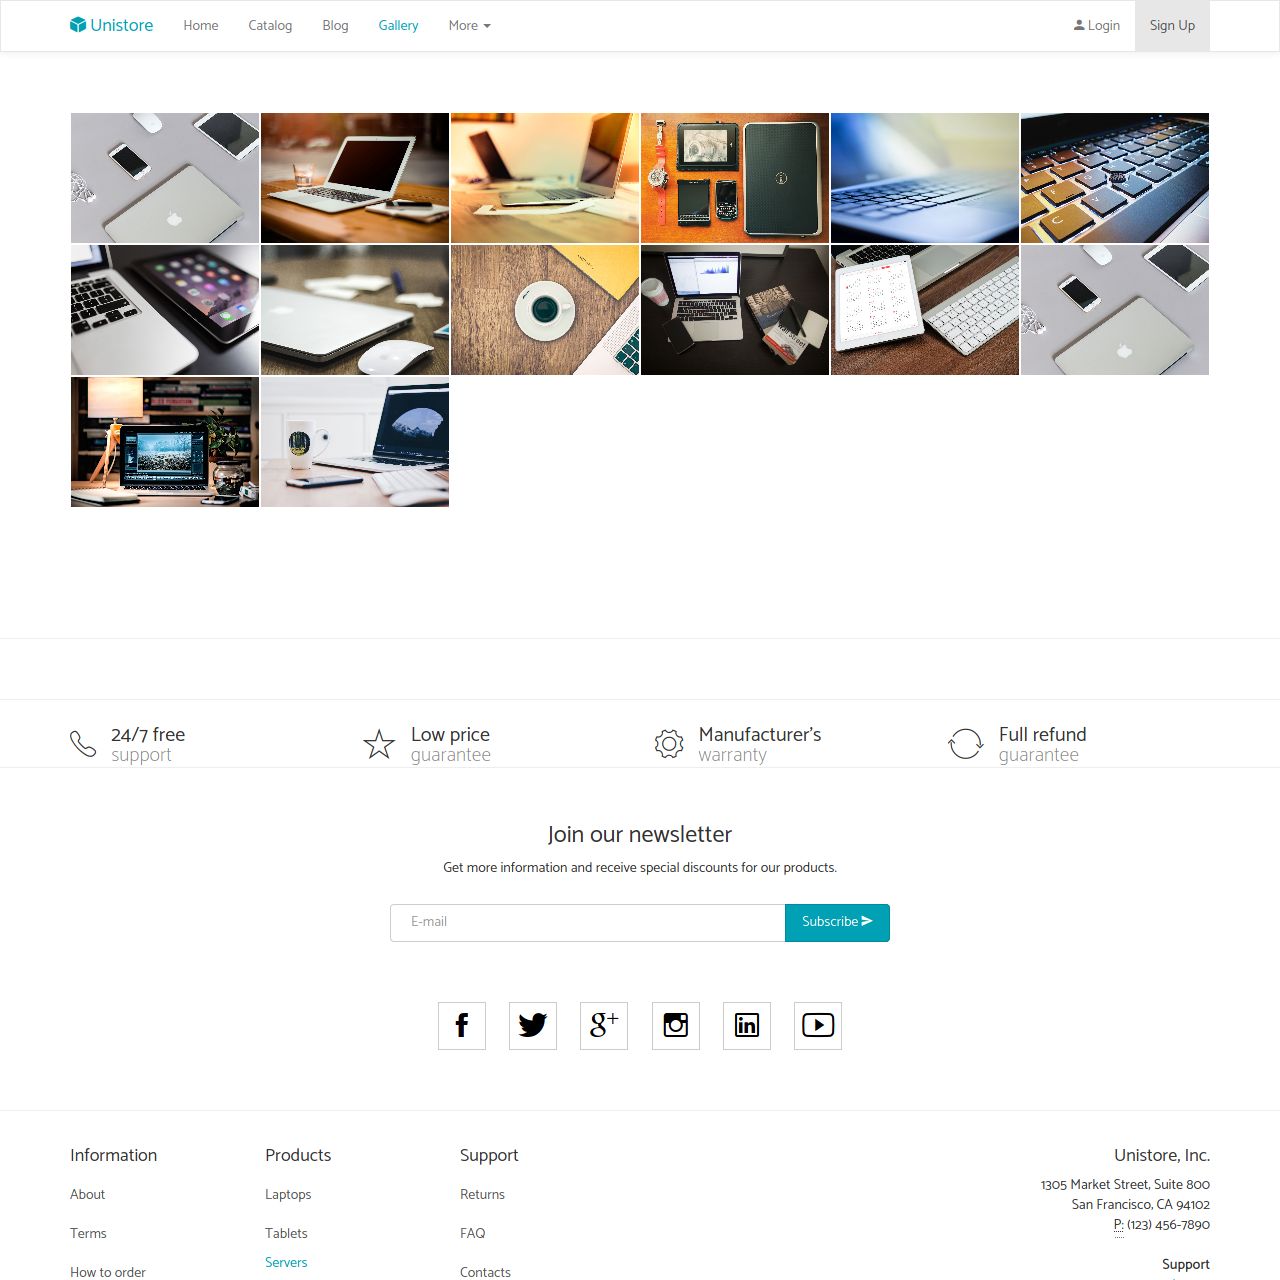 Unistore Home Catalog Blog Gallery More Login Sign Up
24/7 free
support
Low price
guarantee
Manufacturer's
warranty
Full refund
guarantee
Join our newsletter
Get more information and receive special discounts for our products.
E-mail
Subscribe
Information
About
Terms
How to order
Products
Laptops
Tablets
Servers
Support
Returns
FAQ
Contacts
Unistore, Inc.
1305 Market Street, Suite 800
San Francisco, CA 94102
P: (123) 456-7890
Support